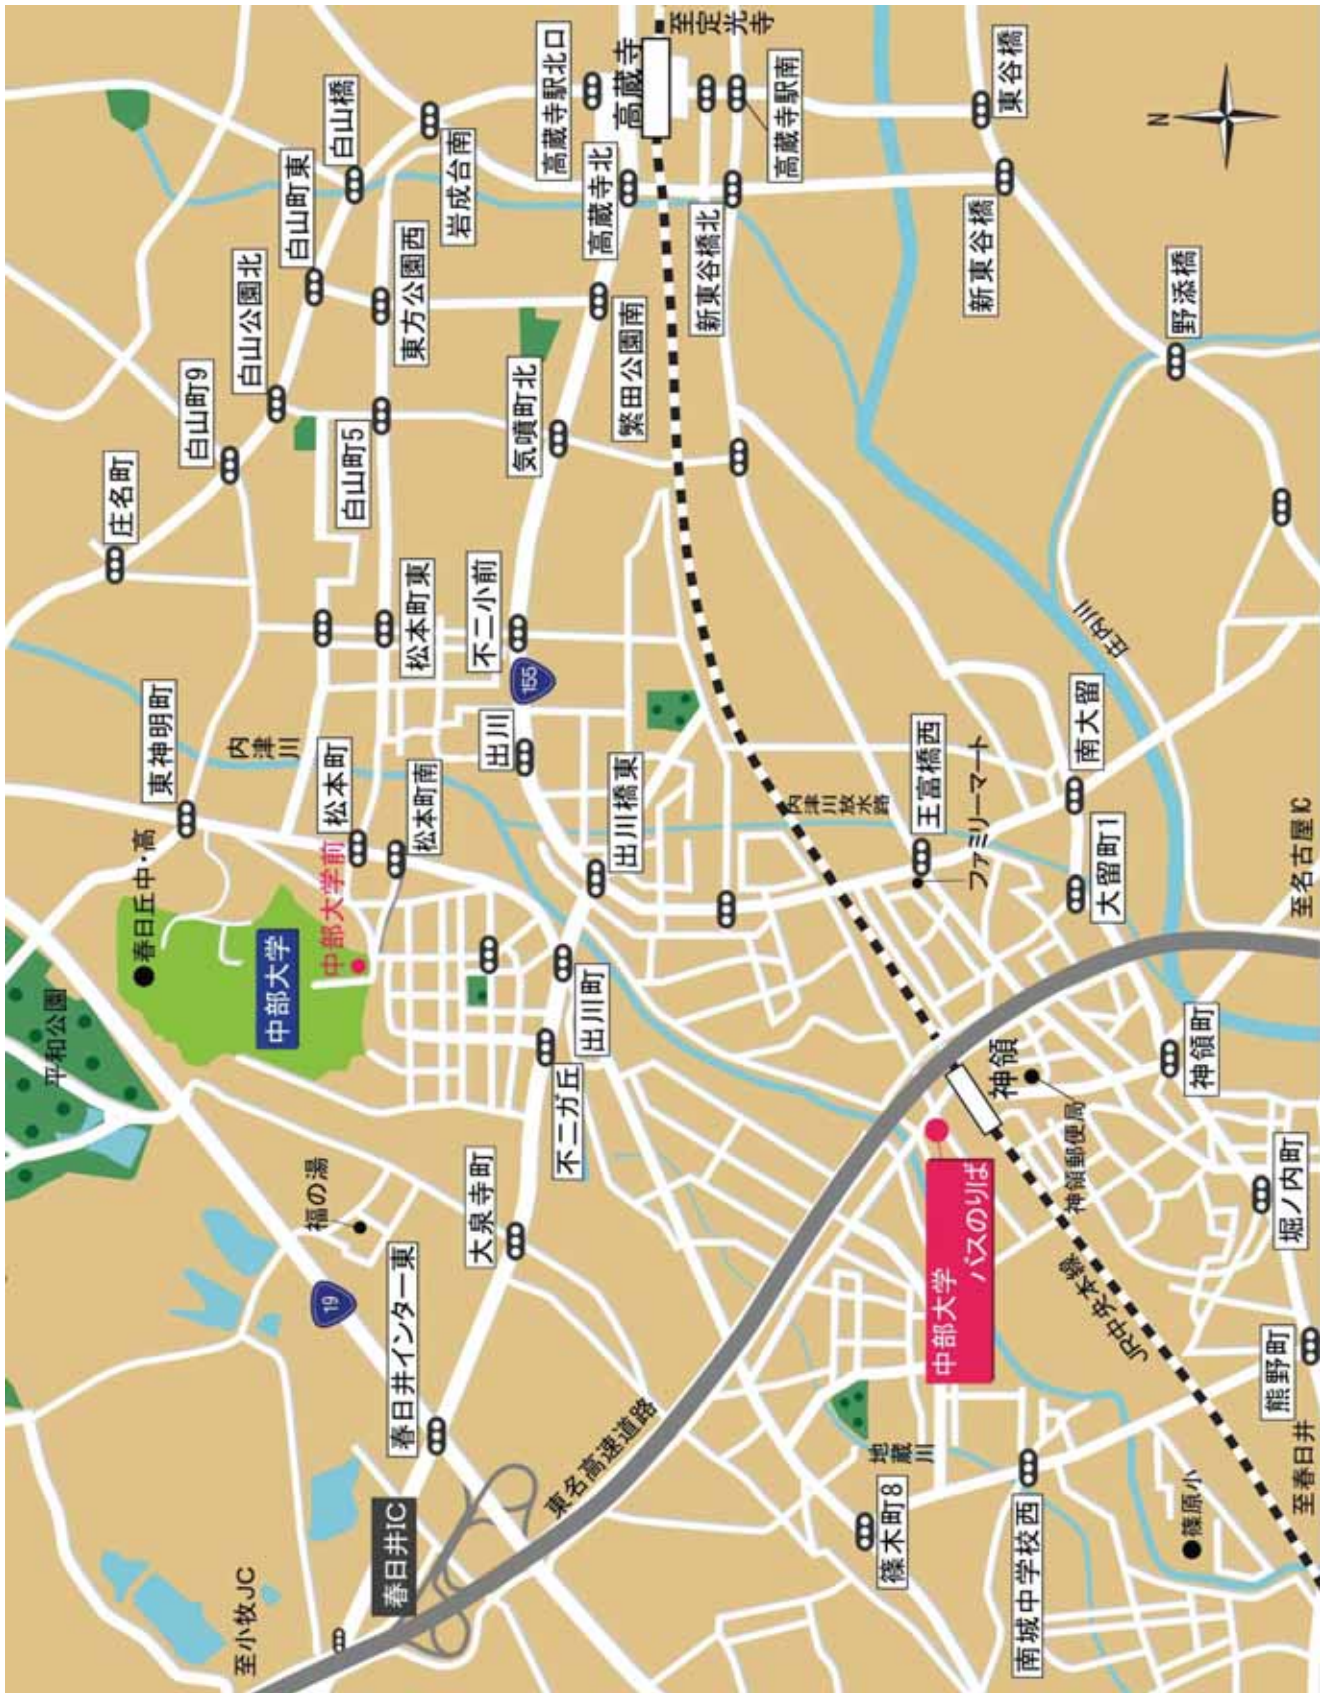 平和公園
庄名町
春日丘中・高
東神明町
白山町9
至小牧JC
白山公園北
内津川
中部大学
白山町東
福の湯
19
中部大学前
松本町
白山橋
白山町5
春日井IC
春日井インター東
松本町南
松本町東
東方公園西
岩成台南
大泉寺町
出川
不二小前
155
気噴町北
高蔵寺駅北口
東名高速道路
不二ガ丘
出川町
出川橋東
繁田公園南
高蔵寺北
高蔵寺
至定光寺
新東谷橋北
高蔵寺駅南
内津川放水路
篠木町8
地蔵川
王富橋西
中部大学
バスのりば
ファミリーマート
新東谷橋
神領
東谷橋
南城中学校西
神領郵便局
南大留
大留町1
JR中央本線
庄内川
N
篠原小
神領町
野添橋
熊野町
堀ノ内町
至春日井
至名古屋IC